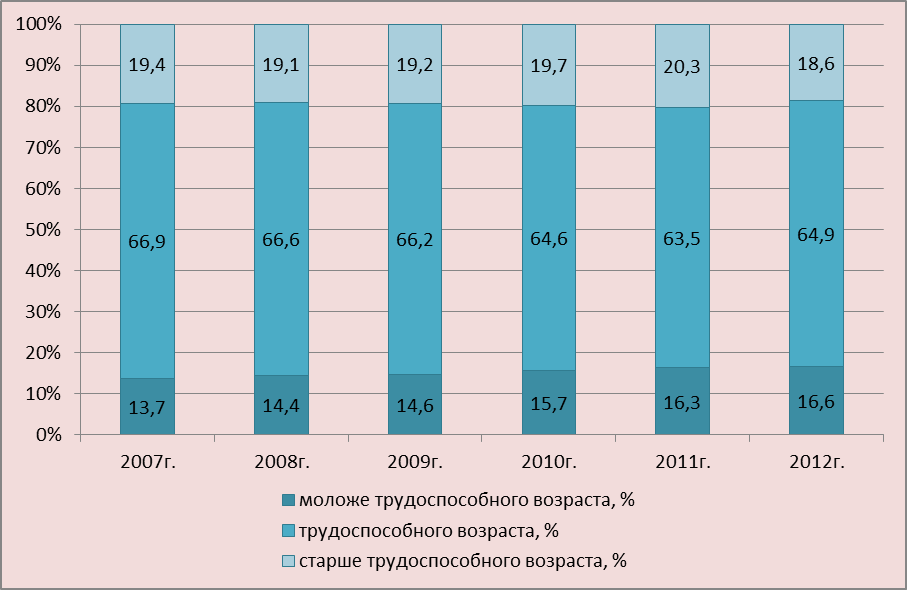 100%
90%
80%
70%
60%
50%
40%
30%
20%
10%
0%
19,4 19,1 19,2 19,7 20,3 18,6
66,9 66,6 66,2 64,6 63,5 64,9
13,7 14,4 14,6 15,7 16,3 16,6
2007г. 2008г. 2009г. 2010г. 2011г. 2012г.
моложе трудоспособного возраста, %
трудоспособного возраста, %
старше трудоспособного возраста, %